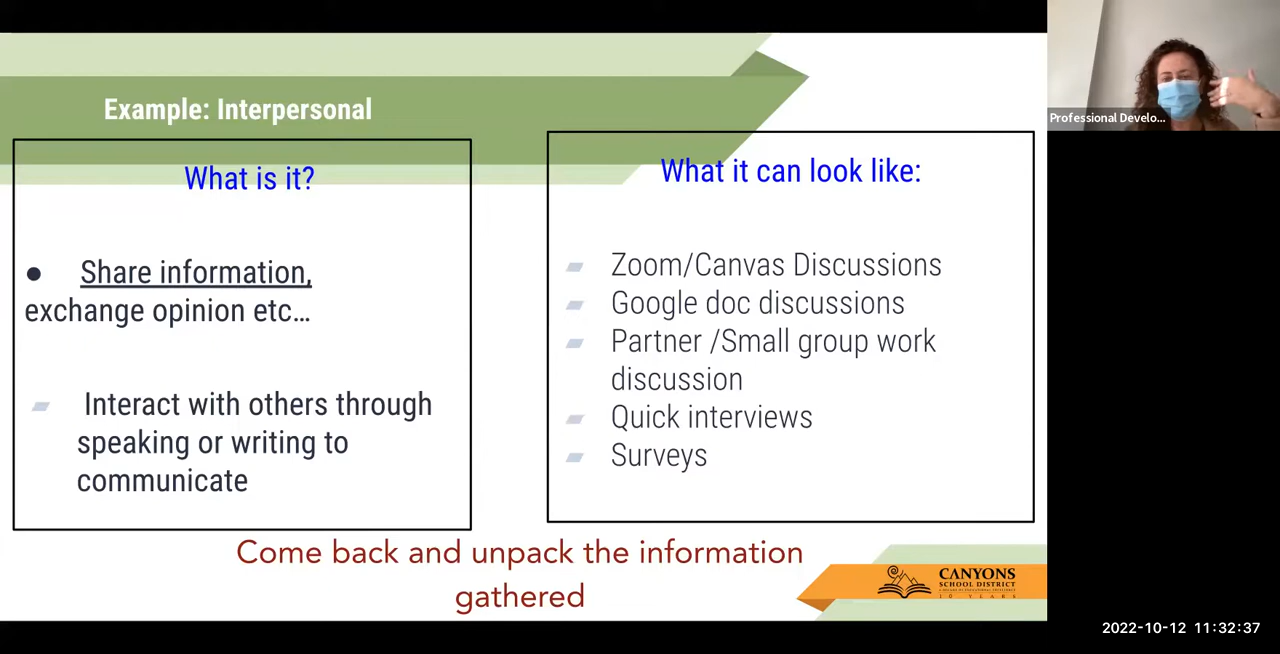 Example: Interpersonal
What is it?
● Share information,
exchange opinion etc…
Interact with others through
speaking or writing to
communicate
What it can look like:
Zoom/Canvas Discussions
Google doc discussions
Partner /Small group work
discussion
Quick interviews
Surveys
Come back and unpack the information
gathered
CANYONS
SCHOOL DISTRICT
10 YEARS
Professional Develo...
2022-10-12 11:32:37